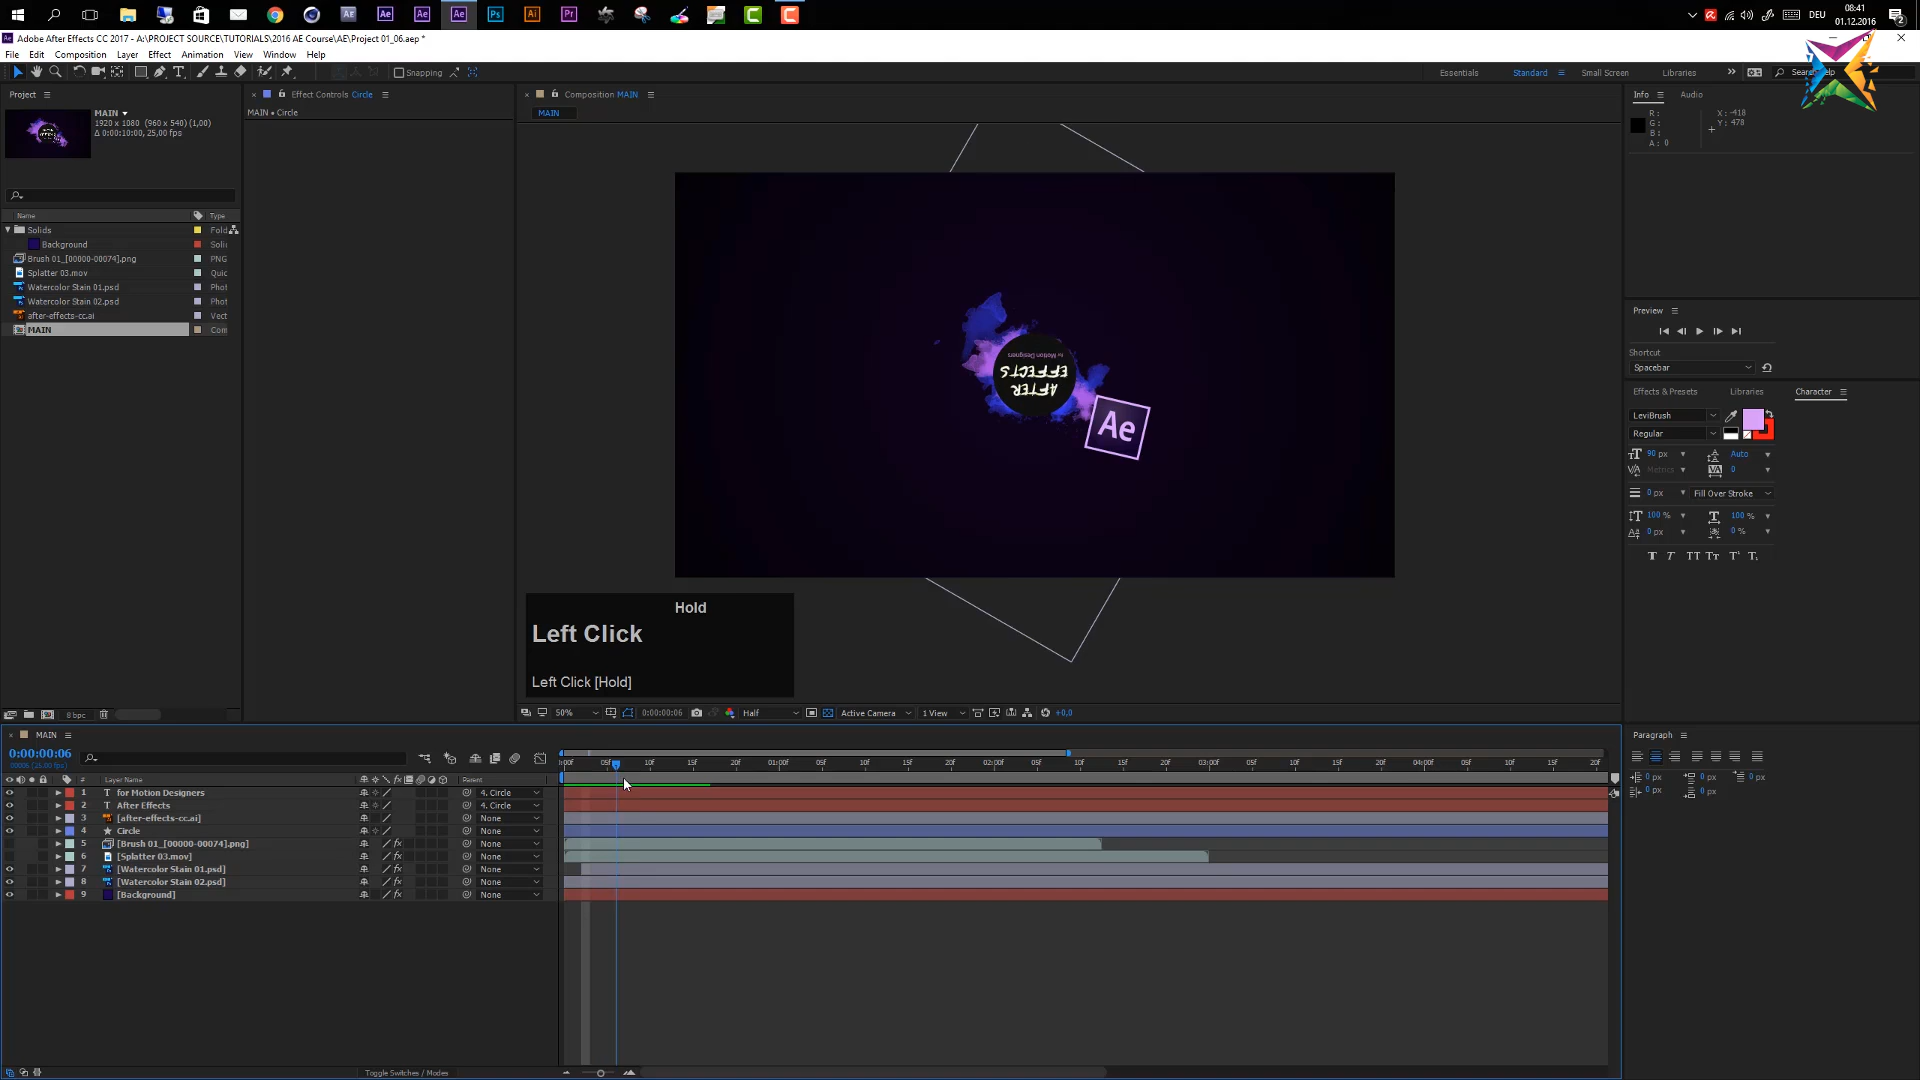 08:41
DEU
01.12.2016
Adobe After Effects CC 2017 - A:\PROJECT SOURCE\TUTORIALS\2016 AE Course\AE\Project 01_06.aep *
File Edit Composition Layer Effect Animation View Window Help
Snapping
Essentials Standard Small Screen Libraries Search Help
Project
Effect Controls Circle
Composition MAIN
Info Audio
MAIN
1920 x 1080 (960 x 540) (1,00)
Δ 0:00:10:00, 25,00 fps
MAIN • Circle
MAIN
R :
G :
B :
A : 0
X : -418
Y : 478
Name Type
Solids Fold
Background Soli
Brush 01_[00000-00074].png PNG
Splatter 03.mov Quic
Watercolor Stain 01.psd Phot
Watercolor Stain 02.psd Phot
after-effects-cc.ai Vect
MAIN Com
for Motion Designers
EFFECTS
AFTER
Ae
Preview
Shortcut
Spacebar
Effects & Presets Libraries Character
LeviBrush
Regular
90 px Auto
Metrics 0
0 px Fill Over Stroke
100 % 100 %
0 px 0 %
Hold
Left Click
Left Click [Hold]
8 bpc
50% 0:00:00:06 Half Active Camera 1 View +0,0
MAIN
0:00:00:06
00006 (25.00 fps)
:00f 05f 10f 15f 20f 01:00f 05f 10f 15f 20f 02:00f 05f 10f 15f 20f 03:00f 05f 10f 15f 20f 04:00f 05f 10f 15f 20f
# Layer Name Parent
1 for Motion Designers 4. Circle
2 After Effects 4. Circle
3 [after-effects-cc.ai] None
4 Circle None
5 [Brush 01_[00000-00074].png] None
6 [Splatter 03.mov] None
7 [Watercolor Stain 01.psd] None
8 [Watercolor Stain 02.psd] None
9 [Background] None
Toggle Switches / Modes
Paragraph
0 px 0 px 0 px
0 px 0 px